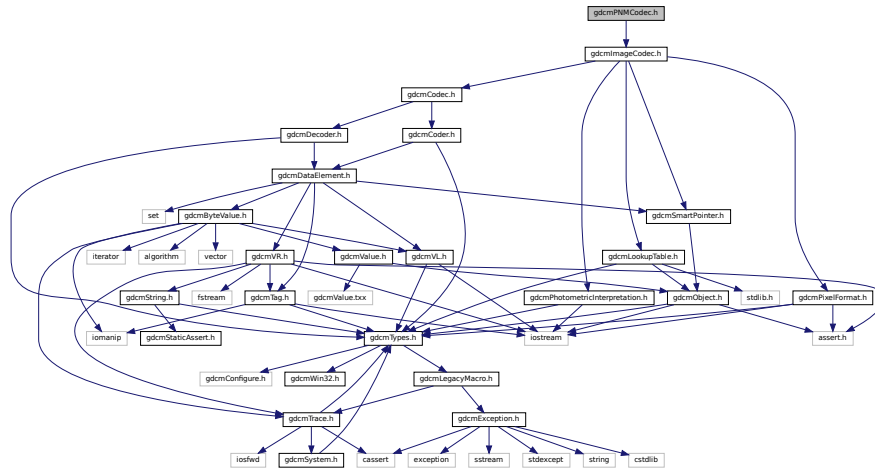 gdcmPNMCodec.h
gdcmImageCodec.h
gdcmCodec.h
gdcmDecoder.h
gdcmCoder.h
gdcmDataElement.h
set
gdcmByteValue.h
gdcmSmartPointer.h
iterator
algorithm
vector
gdcmVR.h
gdcmValue.h
gdcmVL.h
gdcmLookupTable.h
gdcmString.h
fstream
gdcmTag.h
gdcmValue.txx
gdcmPhotometricInterpretation.h
gdcmObject.h
stdlib.h
gdcmPixelFormat.h
iomanip
gdcmStaticAssert.h
gdcmTypes.h
iostream
assert.h
gdcmConfigure.h
gdcmWin32.h
gdcmLegacyMacro.h
gdcmTrace.h
gdcmException.h
iosfwd
gdcmSystem.h
cassert
exception
sstream
stdexcept
string
cstdlib